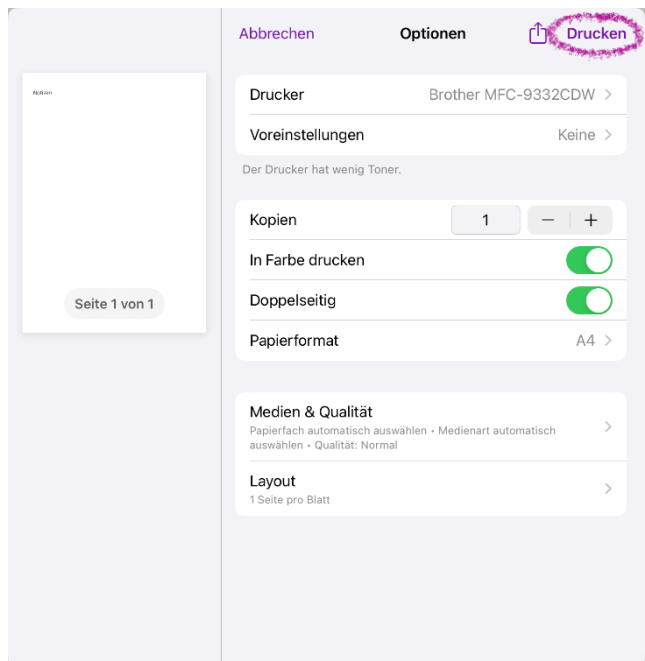 Abbrechen
Optionen
Drucken
Notizen
Seite 1 von 1
Drucker
Brother MFC-9332CDW
Voreinstellungen
Keine
Der Drucker hat wenig Toner.
Kopien
1
− +
In Farbe drucken
Doppelseitig
Papierformat
A4
Medien & Qualität
Papierfach automatisch auswählen • Medienart automatisch
auswählen • Qualität: Normal
Layout
1 Seite pro Blatt